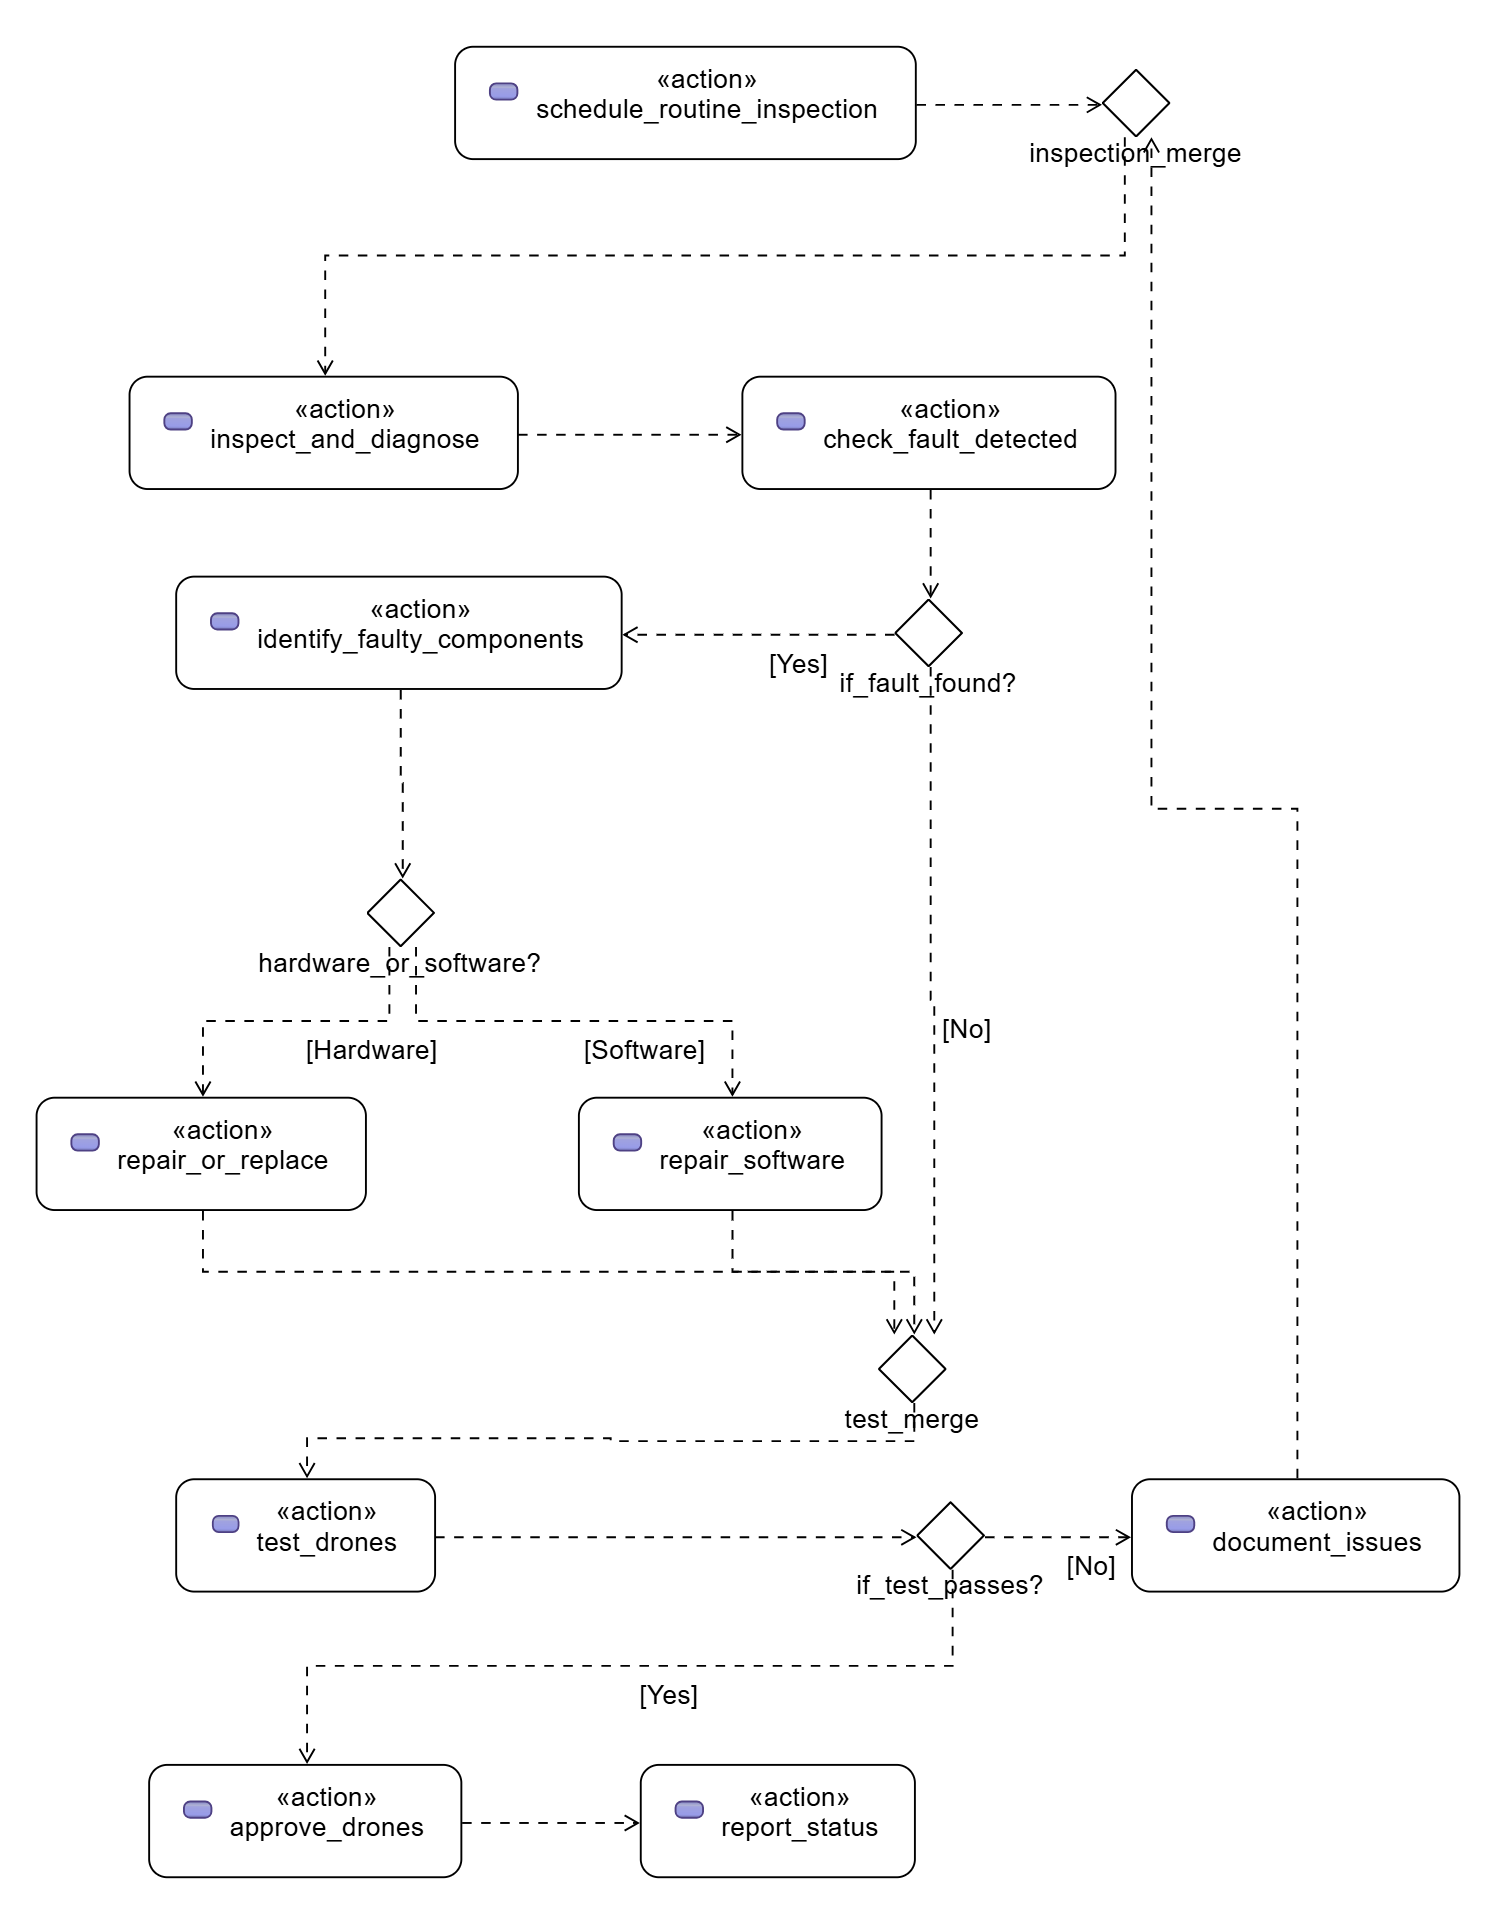 «action»
schedule_routine_inspection
inspection_merge
«action»
inspect_and_diagnose
«action»
check_fault_detected
«action»
identify_faulty_components
[Yes]
if_fault_found?
hardware_or_software?
[Hardware]
[Software]
[No]
«action»
repair_or_replace
«action»
repair_software
test_merge
«action»
test_drones
if_test_passes?
[No]
«action»
document_issues
[Yes]
«action»
approve_drones
«action»
report_status